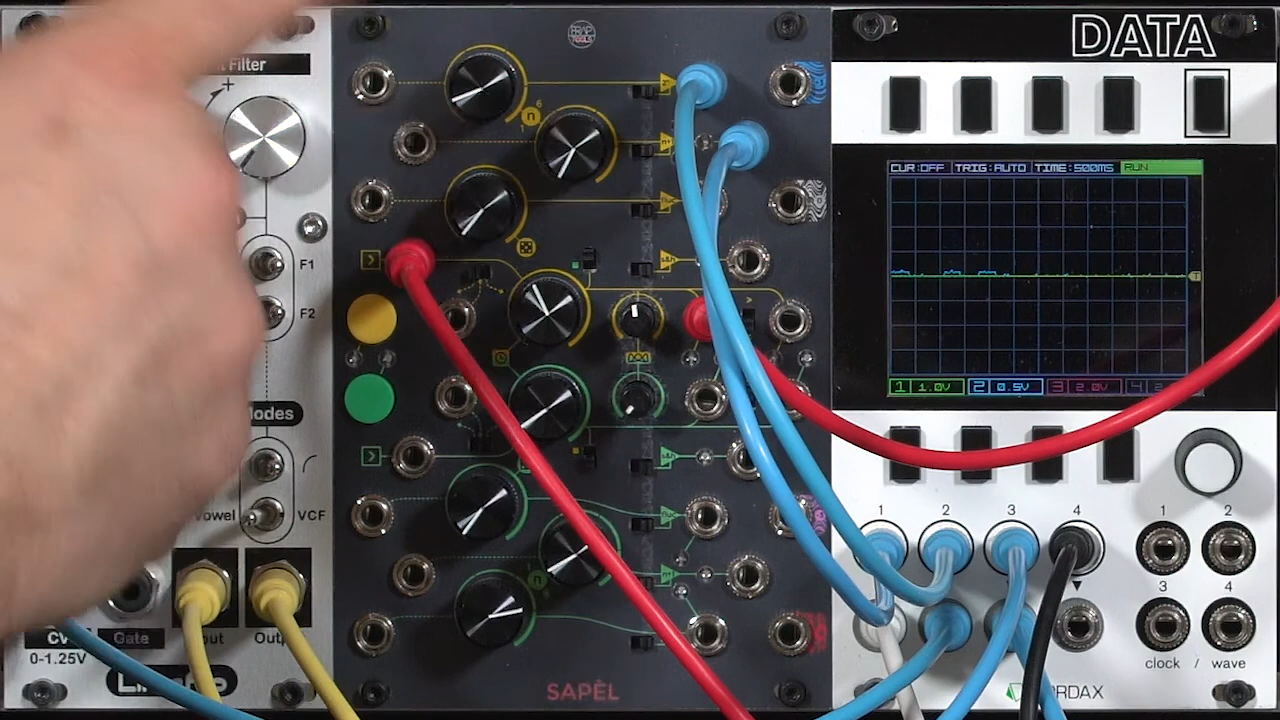 DATA
Filter
+
CUR:OFF TRIG:AUTO TIME:500MS RUN
n 6
F1
F2
T
1 1.0V 2 0.5V 3 2.0V 4
Modes
Vowel
VCF
1 2 3 4
1 2
3 4
clock / wave
n
CV
Gate
Outp
0-1.25V
SAPÈL
RDAX